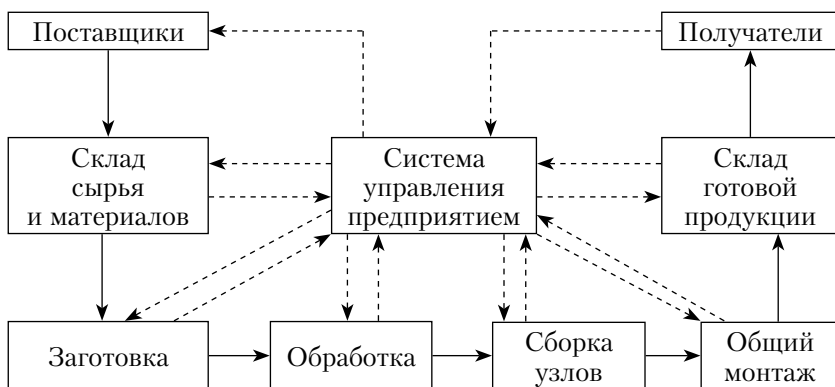 Поставщики
Получатели
Склад
сырья
и материалов
Система
управления
предприятием
Склад
готовой
продукции
Заготовка
Обработка
Сборка
узлов
Общий
монтаж